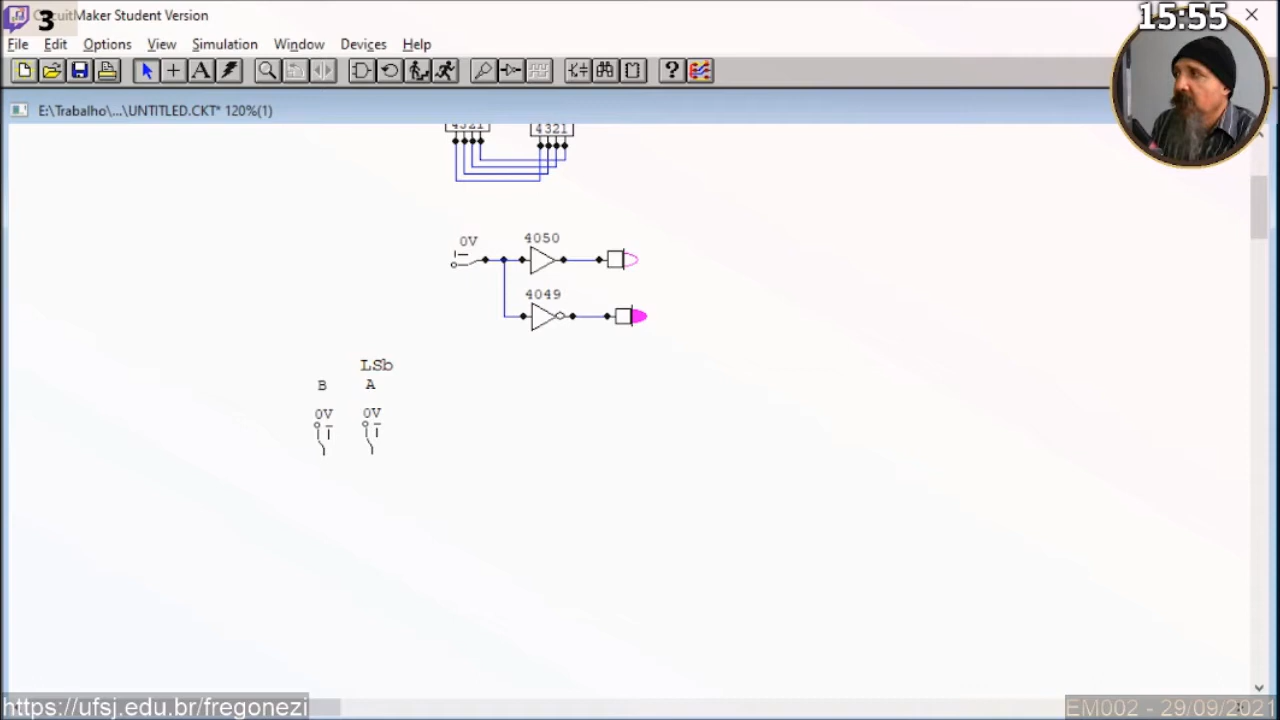 3
CircuitMaker Student Version
15:55
File Edit Options View Simulation Window Devices Help
E:\Trabalho\...\UNTITLED.CKT* 120%(1)
4321 4321
0V 4050
4049
LSb
B A
0V 0V
https://ufsj.edu.br/fregonezi
EM002 - 29/09/2021